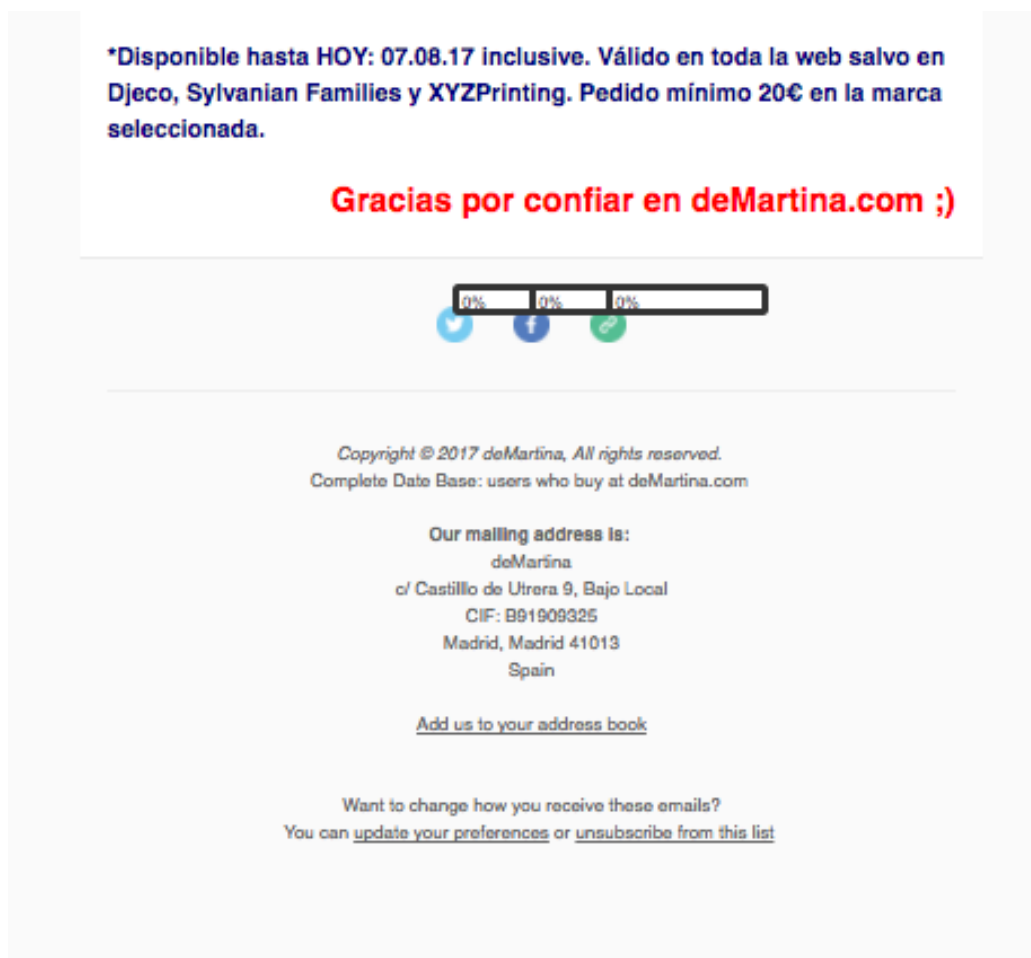 *Disponible hasta HOY: 07.08.17 inclusive. Válido en toda la web salvo en
Djeco, Sylvanian Families y XYZPrinting. Pedido mínimo 20€ en la marca
seleccionada.
Gracias por confiar en deMartina.com ;)
0% 0% 0%
Copyright © 2017 deMartina, All rights reserved.
Complete Date Base: users who buy at deMartina.com
Our mailing address is:
deMartina
c/ Castilllo de Utrera 9, Bajo Local
CIF: B91909325
Madrid, Madrid 41013
Spain
Add us to your address book
Want to change how you receive these emails?
You can update your preferences or unsubscribe from this list